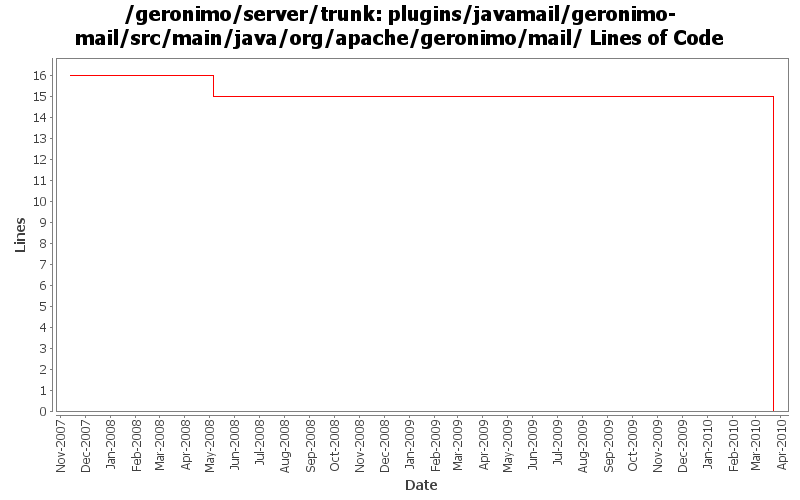 /geronimo/server/trunk: plugins/javamail/geronimo-
mail/src/main/java/org/apache/geronimo/mail/ Lines of Code
Lines
16
15
14
13
12
11
10
9
8
7
6
5
4
3
2
1
0
Nov-2007
Dec-2007
Jan-2008
Feb-2008
Mar-2008
Apr-2008
May-2008
Jun-2008
Jul-2008
Aug-2008
Sep-2008
Oct-2008
Nov-2008
Dec-2008
Jan-2009
Feb-2009
Mar-2009
Apr-2009
May-2009
Jun-2009
Jul-2009
Aug-2009
Sep-2009
Oct-2009
Nov-2009
Dec-2009
Jan-2010
Feb-2010
Mar-2010
Apr-2010
Date